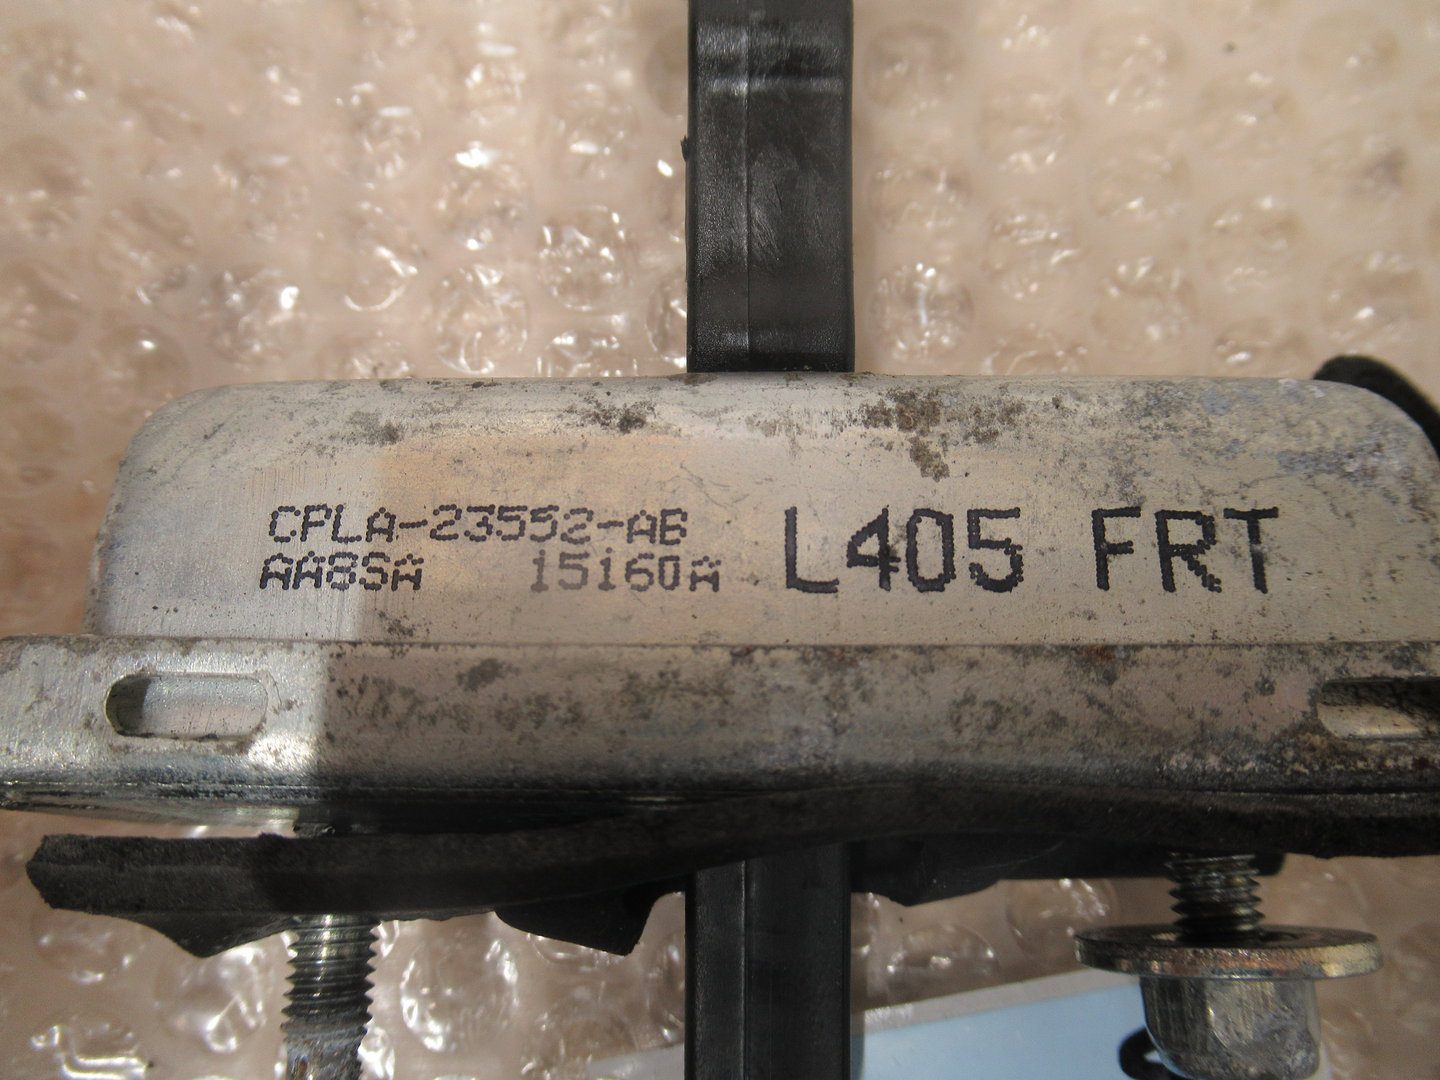 CPLA-23552-AB
AA8SA 15160A
L405 FRT